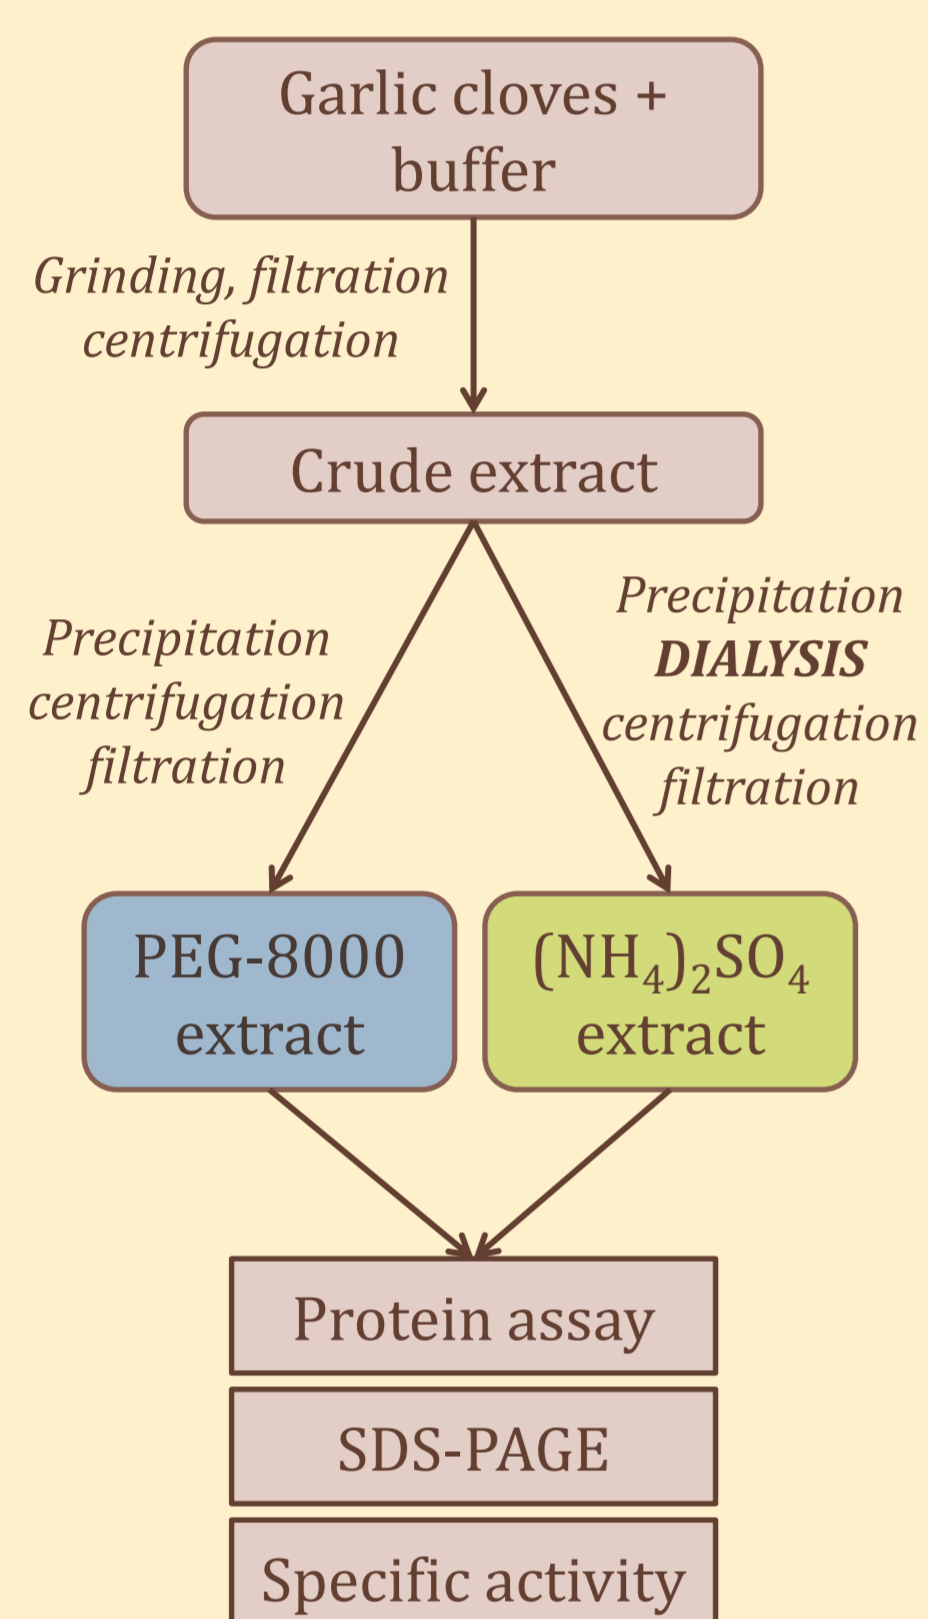 Garlic cloves +
buffer
Grinding, filtration
centrifugation
Crude extract
Precipitation
centrifugation
filtration
Precipitation
DIALYSIS
centrifugation
filtration
PEG-8000
extract
(NH₄)₂SO₄
extract
Protein assay
SDS-PAGE
Specific activity